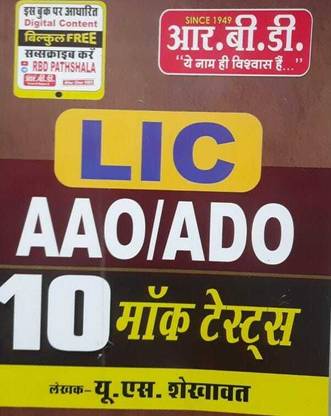 इस बुक पर आधारित
Digital Content
बिल्कुल FREE
सब्सक्राइब करें
RBD PATHSHALA
SINCE 1949
आर.बी.डी.
"ये नाम ही विश्वास है..."
LIC
AAO/ADO
10 मॉक टेस्ट्स
लेखक- यू.एस. शेखावत